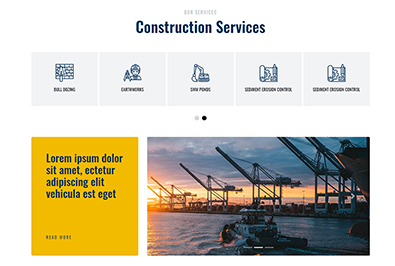 OUR SERVICES
Construction Services
BULL DOZING
EARTHWORKS
SWM PONDS
SEDIMENT EROSION CONTROL
SEDIMENT EROSION CONTROL
Lorem ipsum dolor
sit amet, ectetur
adipiscing elit
vehicula est eget
READ MORE